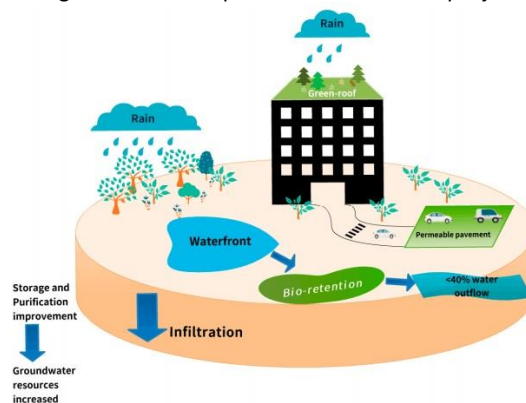 Rain
Green-roof
Rain
Waterfront
Permeable pavement
Bio-retention
<40% water
outflow
Storage and
Purification
improvement
Infiltration
Groundwater
resources
increased